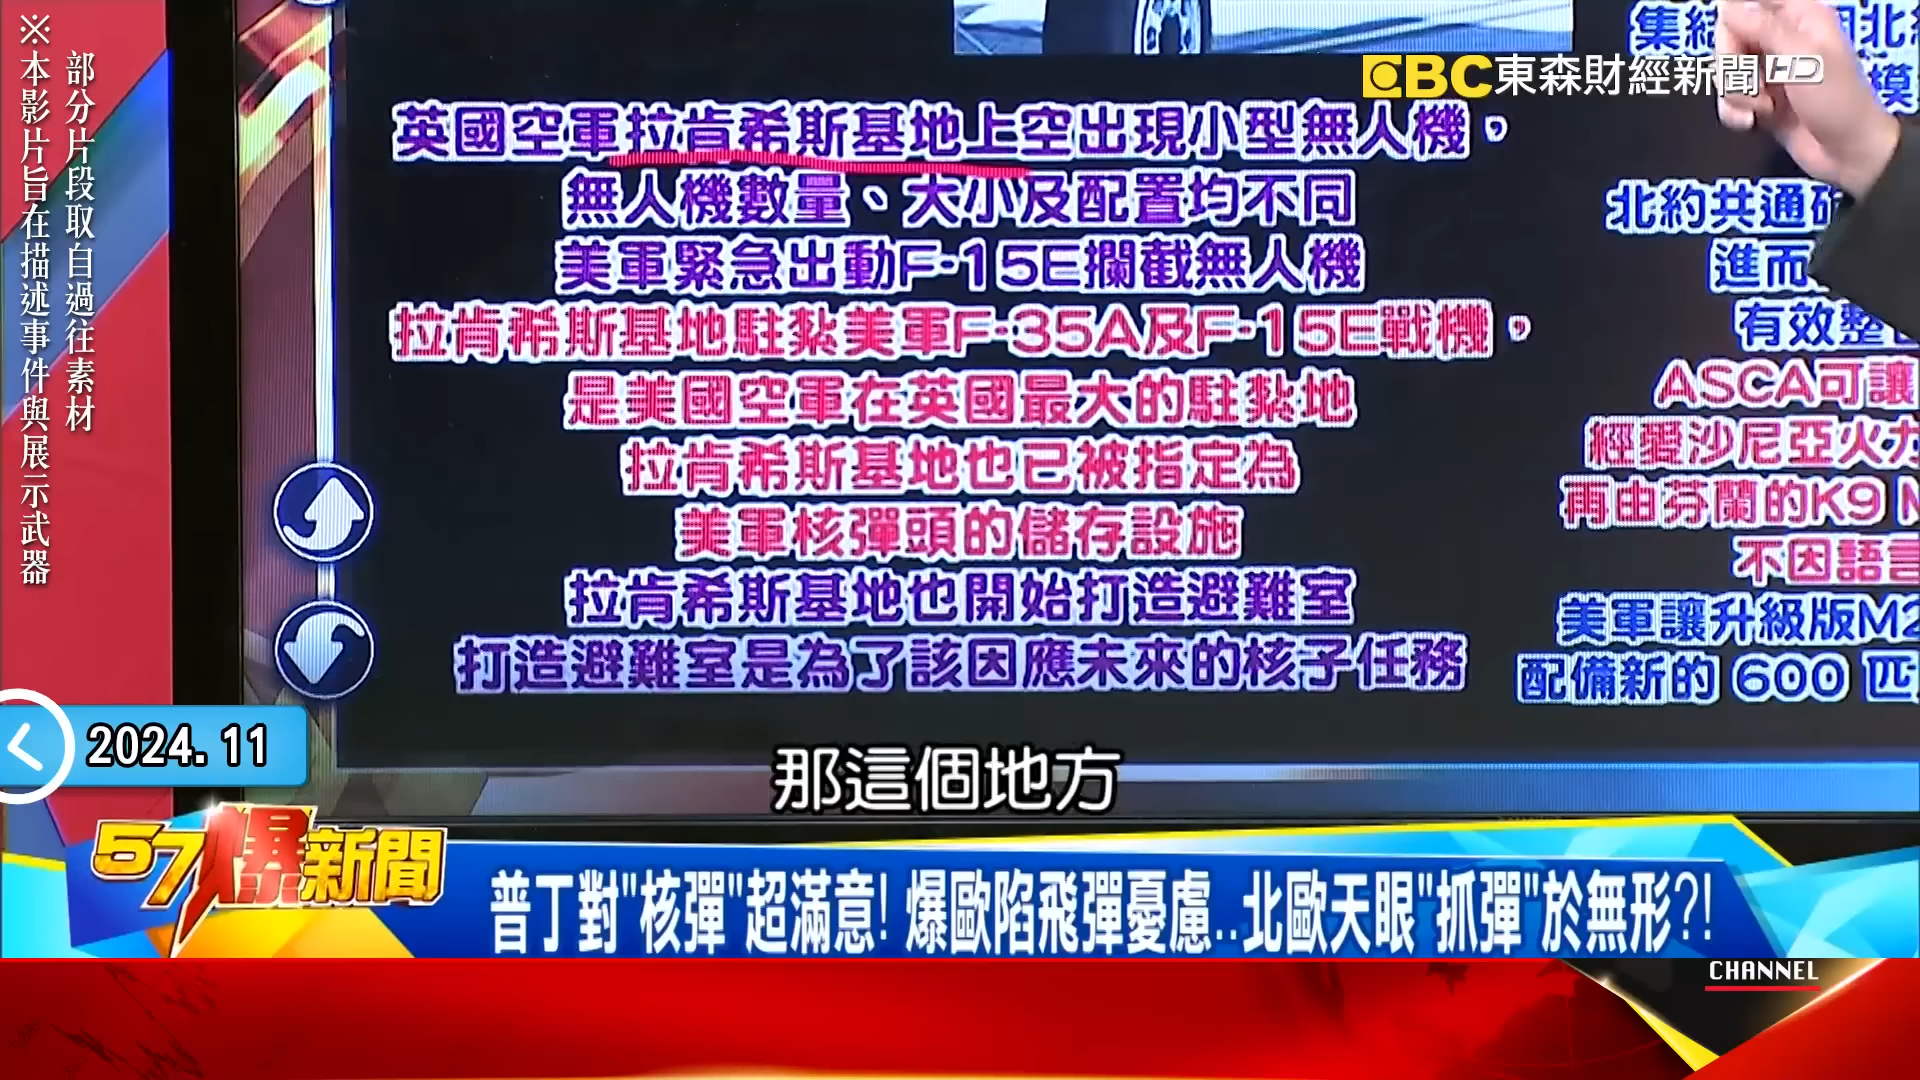 ※本影片旨在描述事件與展示武器
部分片段取自過往素材
EBC東森財經新聞HD
英國空軍拉肯希斯基地上空出現小型無人機，
無人機數量、大小及配置均不同
美軍緊急出動F-15E攔截無人機
拉肯希斯基地駐紮美軍F-35A及F-15E戰機，
是美國空軍在英國最大的駐紮地
拉肯希斯基地也已被指定為
美軍核彈頭的儲存設施
拉肯希斯基地也開始打造避難室
打造避難室是為了該因應未來的核子任務
集結
北約共通
進而
有效整
ASCA可讓
經愛沙尼亞火
再由芬蘭的K9
不因語言
美軍讓升級版M2
配備新的 600 匹
2024.11
那這個地方
57爆新聞
普丁對"核彈"超滿意! 爆歐陷飛彈憂慮..北歐天眼"抓彈"於無形?!
CHANNEL